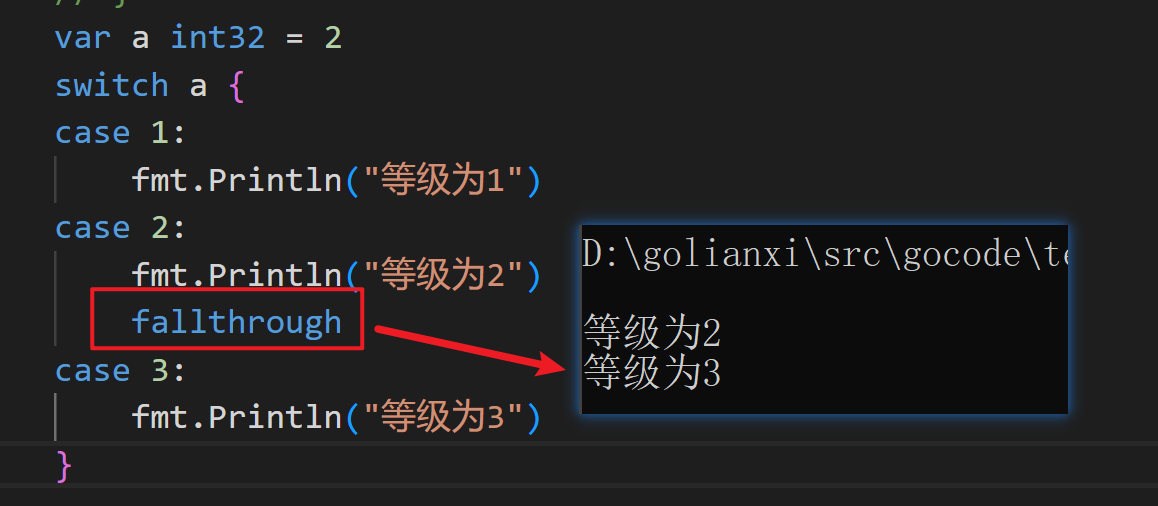 var a int32 = 2
switch a {
case 1:
fmt.Println("等级为1")
case 2:
fmt.Println("等级为2")
fallthrough
case 3:
fmt.Println("等级为3")
}
D:\golianxi\src\gocode\te
等级为2
等级为3